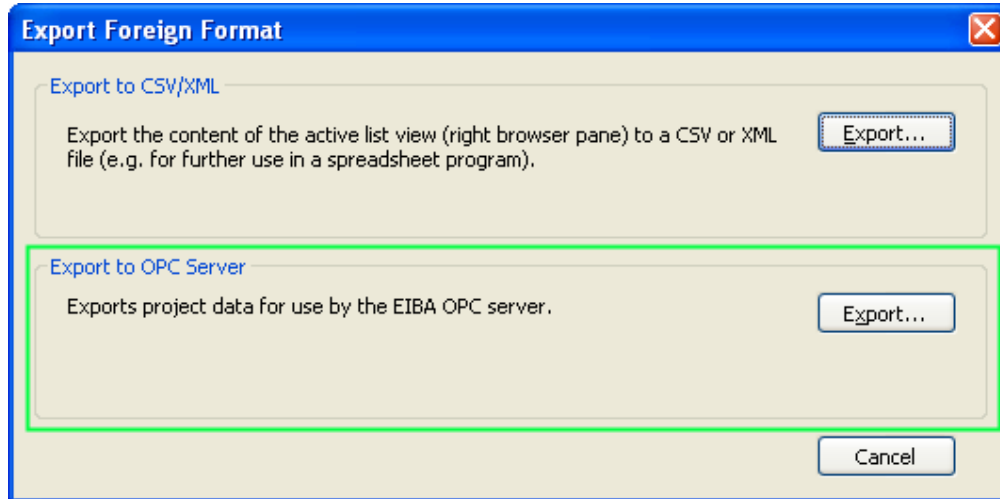 Export Foreign Format
Export to CSV/XML
Export the content of the active list view (right browser pane) to a CSV or XML
file (e.g. for further use in a spreadsheet program).
Export...
Export to OPC Server
Exports project data for use by the EIBA OPC server.
Export...
Cancel